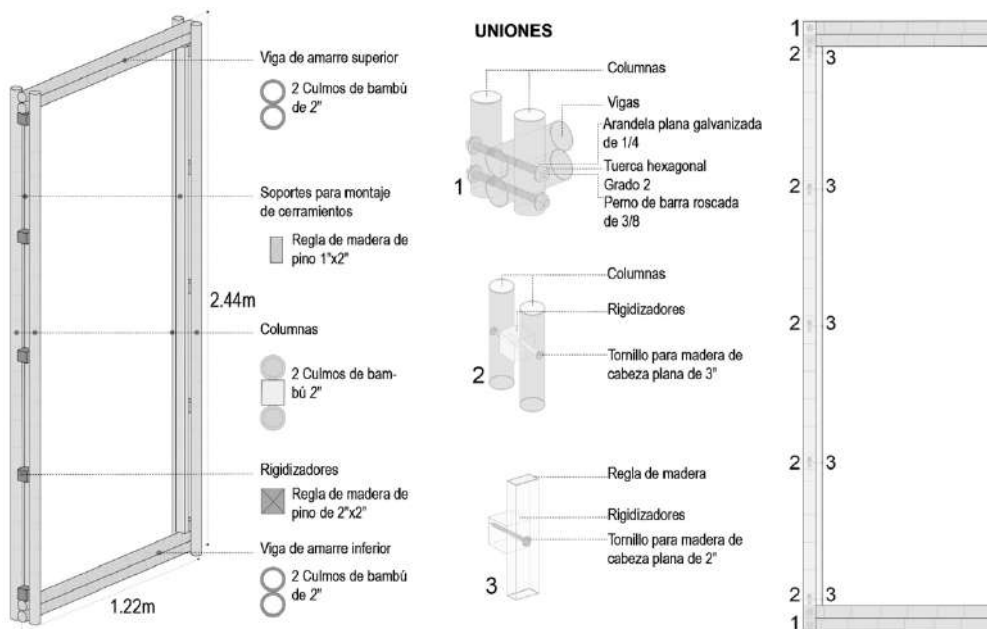 Viga de amarre superior
2 Culmos de bambú
de 2"
Soportes para montaje
de cerramientos
Regla de madera de
pino 1"x2"
2.44m
Columnas
2 Culmos de bam-
bú 2"
Rigidizadores
Regla de madera de
pino de 2"x2"
Viga de amarre inferior
2 Culmos de bambú
de 2"
1.22m
UNIONES
Columnas
Vigas
Arandela plana galvanizada
de 1/4
Tuerca hexagonal
Grado 2
Perno de barra roscada
de 3/8
1
Columnas
Rigidizadores
Tornillo para madera de
cabeza plana de 3"
2
Regla de madera
Rigidizadores
Tornillo para madera de
cabeza plana de 2"
3
1
2 3
2 3
2 3
2 3
2 3
1